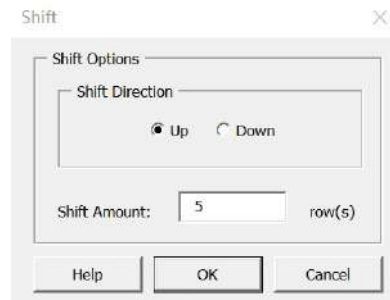 Shift
Shift Options
Shift Direction
Up Down
Shift Amount: 5 row(s)
Help OK Cancel